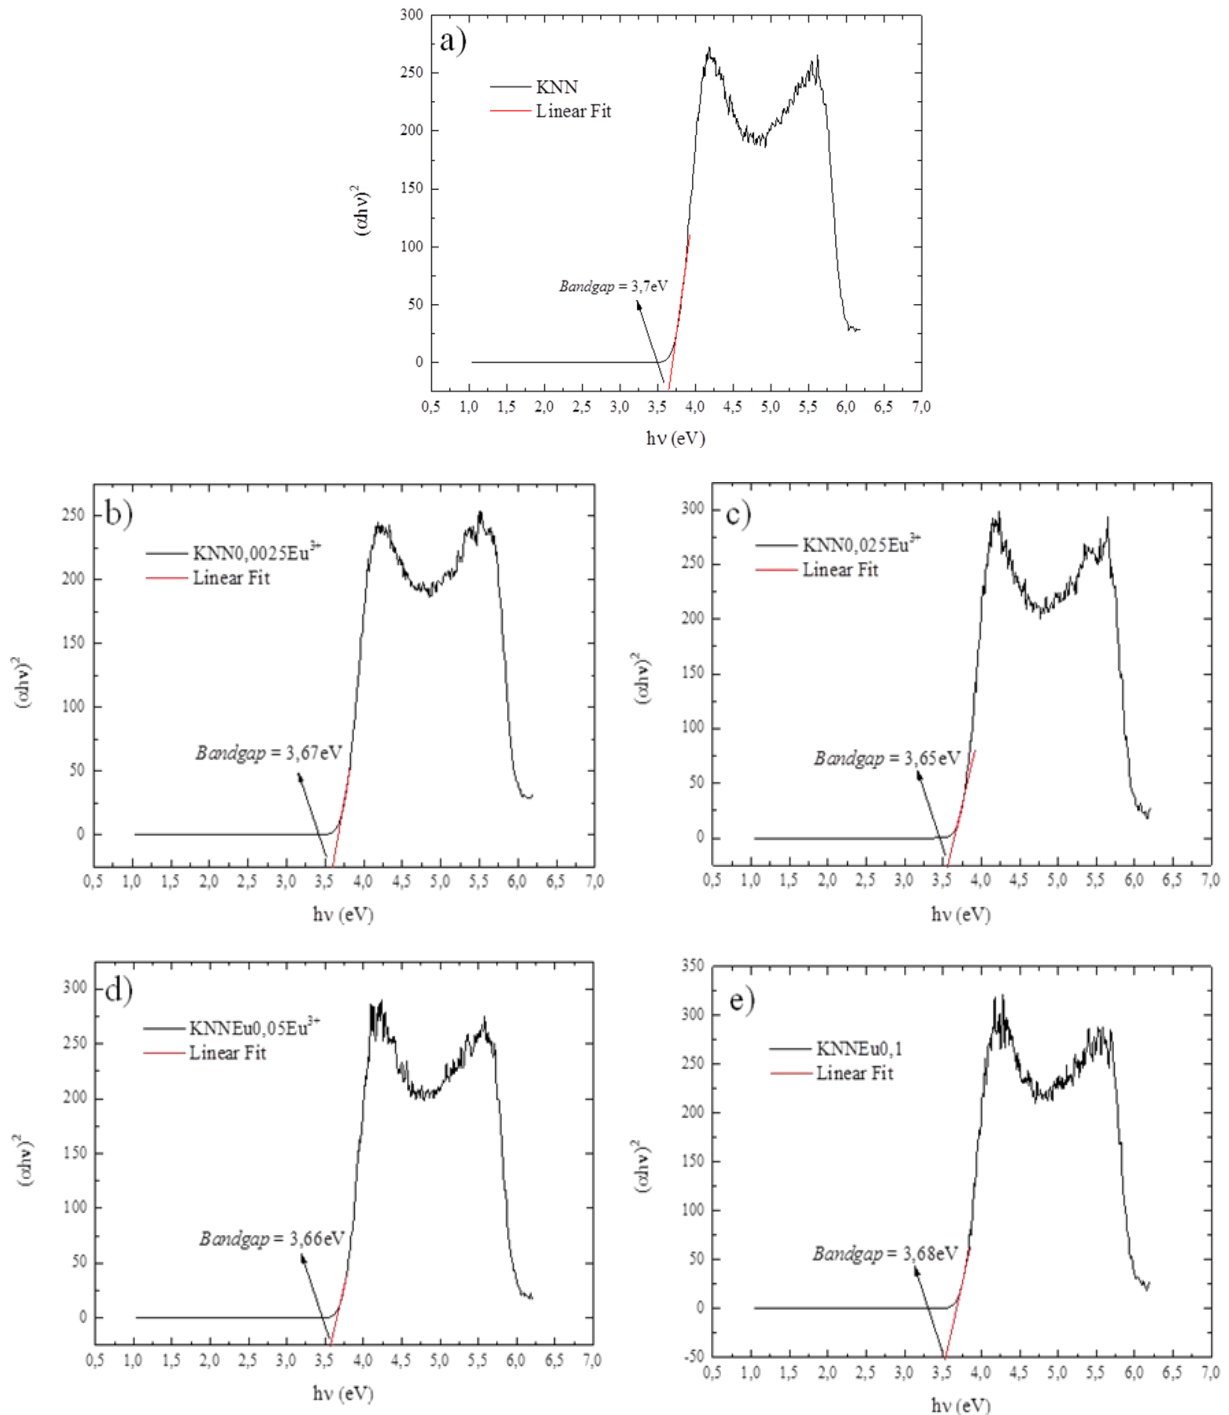 a)
KNN
Linear Fit
Bandgap = 3,7eV
(αhν)²
300
250
200
150
100
50
0
0,5 1,0 1,5 2,0 2,5 3,0 3,5 4,0 4,5 5,0 5,5 6,0 6,5 7,0
hν (eV)
b)
KNN0,0025Eu³⁺
Linear Fit
Bandgap = 3,67eV
(αhν)²
250
200
150
100
50
0
0,5 1,0 1,5 2,0 2,5 3,0 3,5 4,0 4,5 5,0 5,5 6,0 6,5 7,0
hν (eV)
c)
KNN0,025Eu³⁺
Linear Fit
Bandgap = 3,65eV
(αhν)²
300
250
200
150
100
50
0
0,5 1,0 1,5 2,0 2,5 3,0 3,5 4,0 4,5 5,0 5,5 6,0 6,5 7,0
hν (eV)
d)
KNNEu0,05Eu³⁺
Linear Fit
Bandgap = 3,66eV
(αhν)²
300
250
200
150
100
50
0
0,5 1,0 1,5 2,0 2,5 3,0 3,5 4,0 4,5 5,0 5,5 6,0 6,5 7,0
hν (eV)
e)
KNNEu0,1
Linear Fit
Bandgap = 3,68eV
(αhν)²
350
300
250
200
150
100
50
0
-50
0,5 1,0 1,5 2,0 2,5 3,0 3,5 4,0 4,5 5,0 5,5 6,0 6,5 7,0
hν (eV)